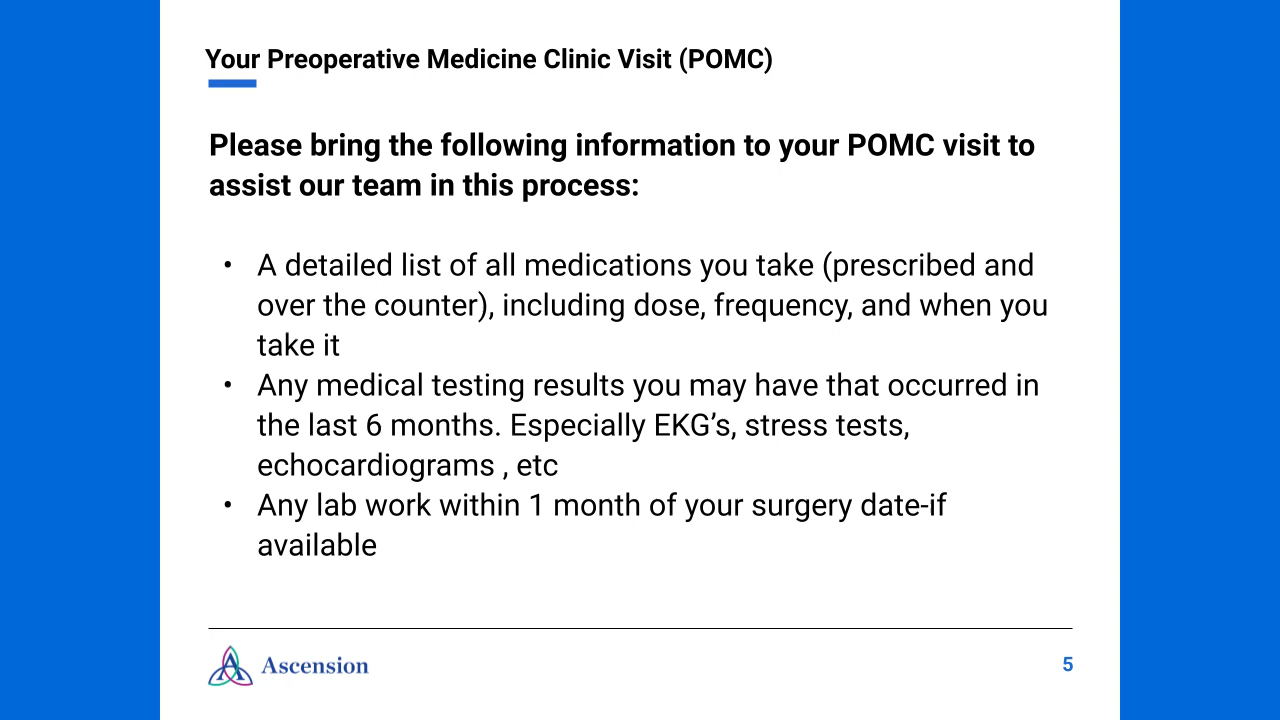 Your Preoperative Medicine Clinic Visit (POMC)
Please bring the following information to your POMC visit to
assist our team in this process:
• A detailed list of all medications you take (prescribed and
over the counter), including dose, frequency, and when you
take it
• Any medical testing results you may have that occurred in
the last 6 months. Especially EKG’s, stress tests,
echocardiograms , etc
• Any lab work within 1 month of your surgery date-if
available
Ascension
5